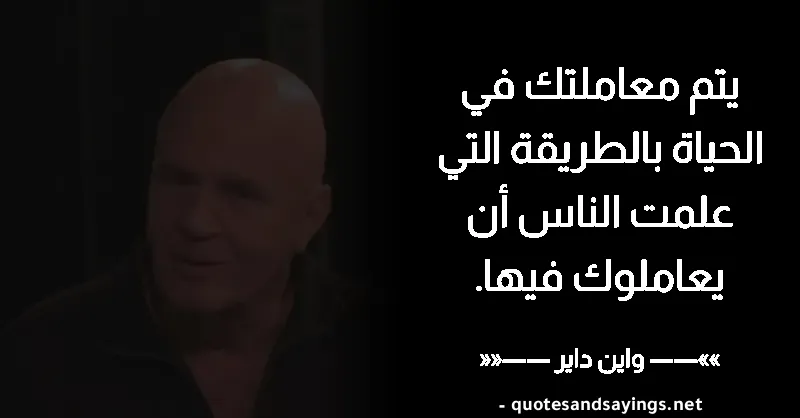 يتم معاملتك في
الحياة بالطريقة التي
علمت الناس أن
يعاملوك فيها.
»»—— واين داير ——««
- quotesandsayings.net